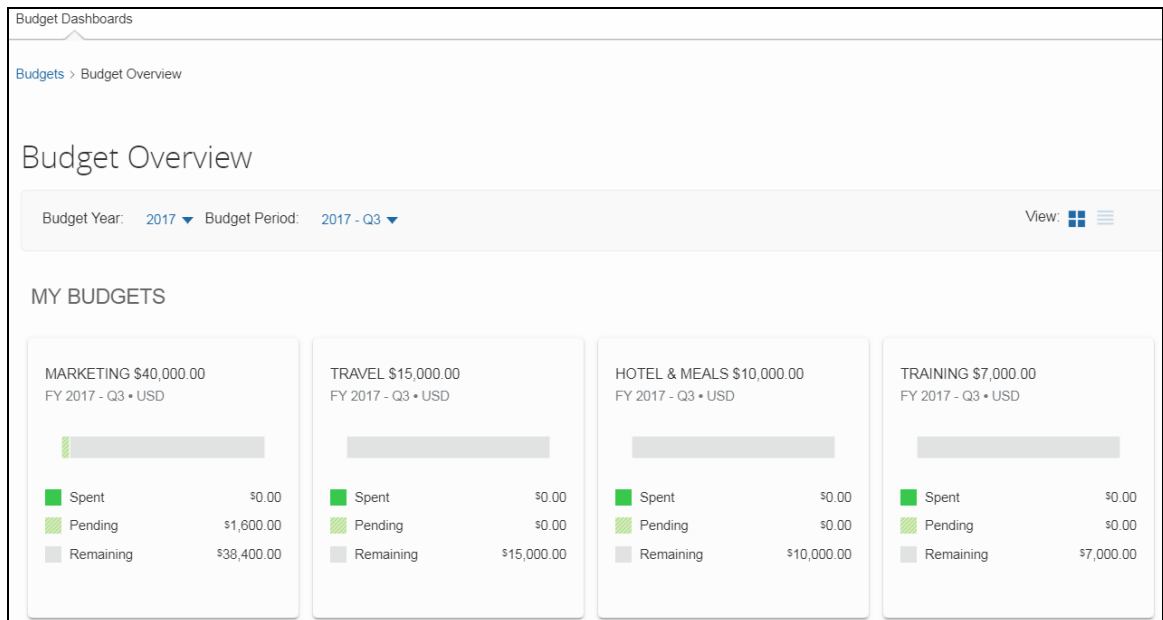 Budget Dashboards
Budgets > Budget Overview
Budget Overview
Budget Year: 2017 Budget Period: 2017 - Q3 View:
MY BUDGETS
MARKETING $40,000.00
FY 2017 - Q3 • USD
Spent $0.00
Pending $1,600.00
Remaining $38,400.00
TRAVEL $15,000.00
FY 2017 - Q3 • USD
Spent $0.00
Pending $0.00
Remaining $15,000.00
HOTEL & MEALS $10,000.00
FY 2017 - Q3 • USD
Spent $0.00
Pending $0.00
Remaining $10,000.00
TRAINING $7,000.00
FY 2017 - Q3 • USD
Spent $0.00
Pending $0.00
Remaining $7,000.00